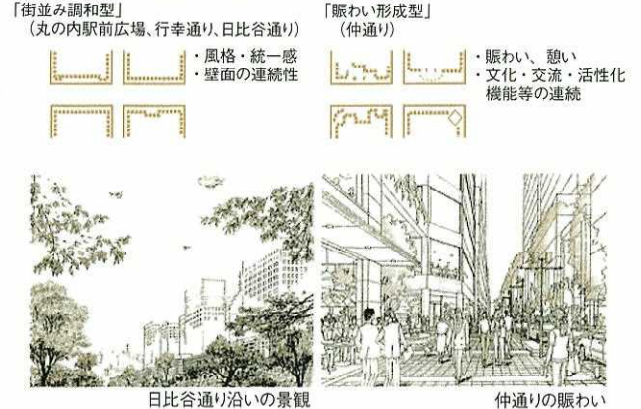 「街並み調和型」
（丸の内駅前広場、行幸通り、日比谷通り）
・風格・統一感
・壁面の連続性
「賑わい形成型」
（仲通り）
・賑わい、憩い
・文化・交流・活性化
機能等の連続
日比谷通り沿いの景観
仲通りの賑わい